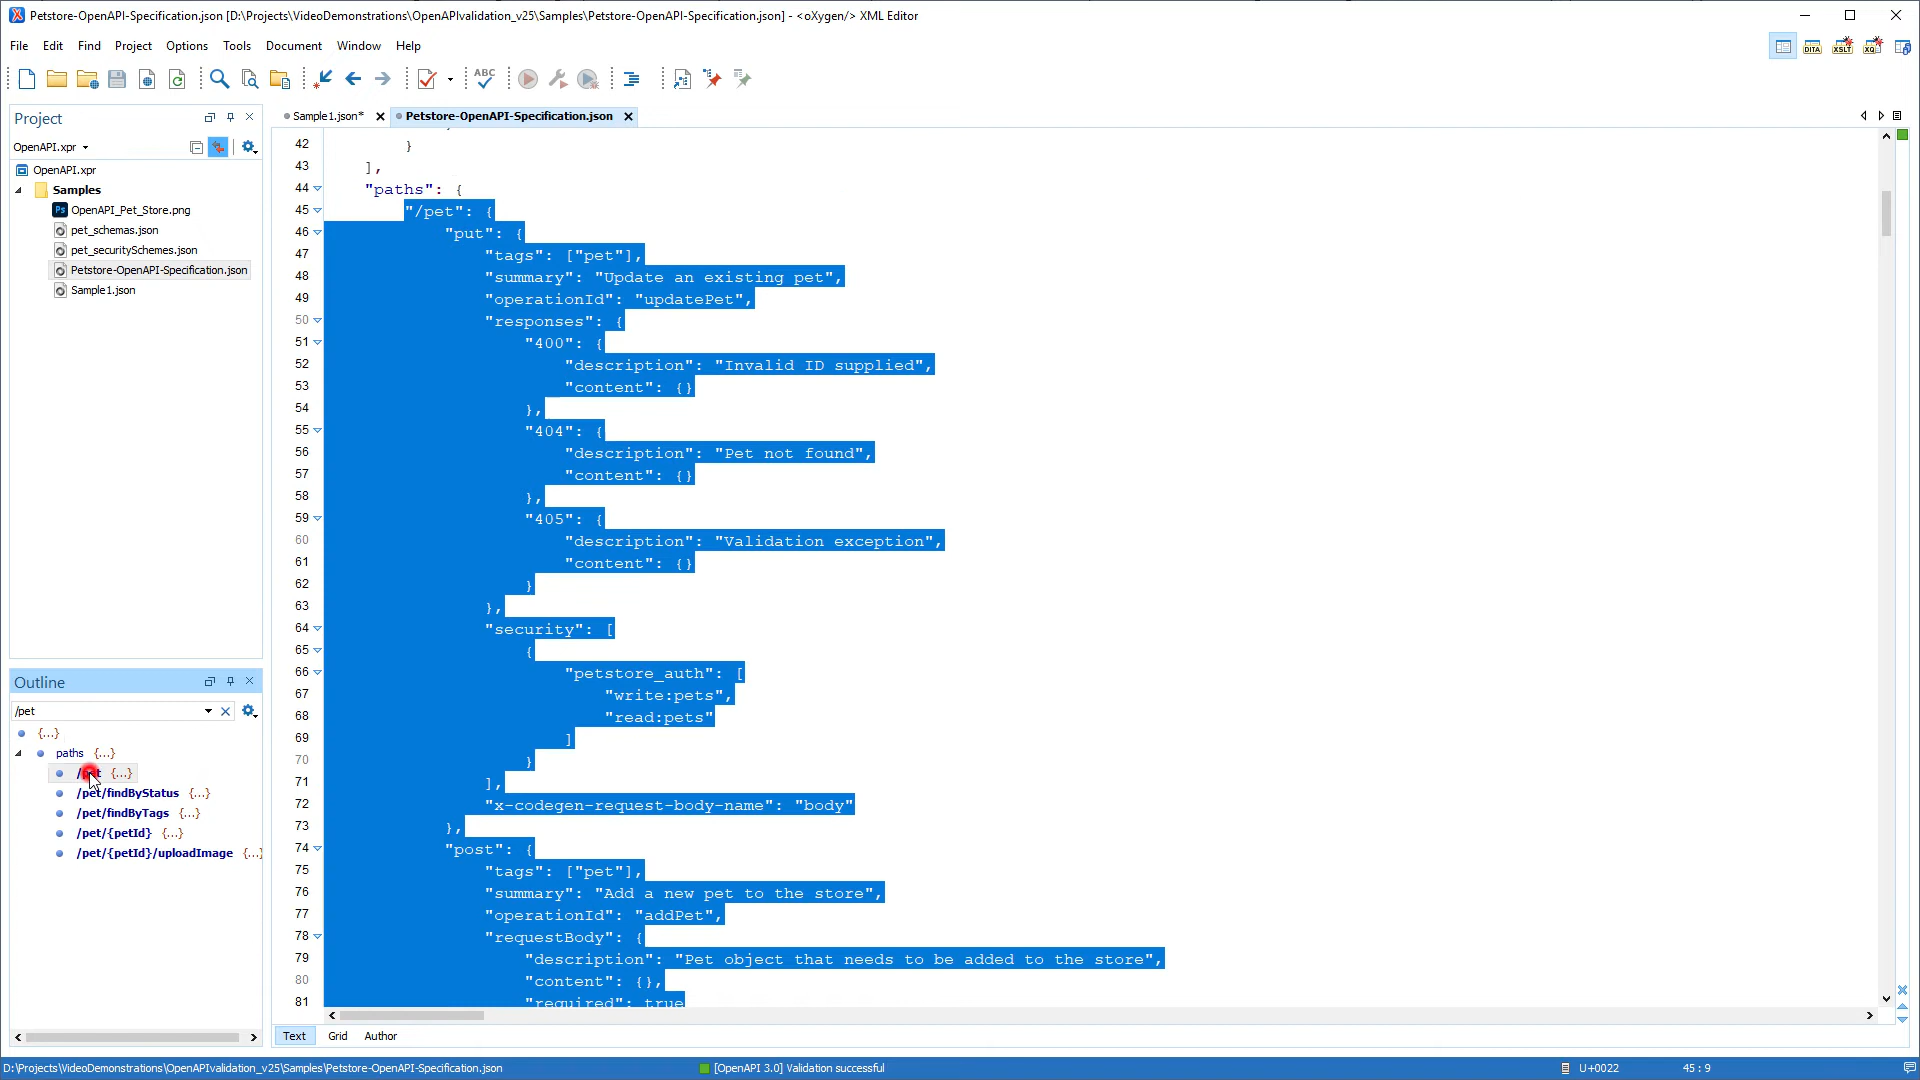 Petstore-OpenAPI-Specification.json [D:\Projects\VideoDemonstrations\OpenAPIvalidation_v25\Samples\Petstore-OpenAPI-Specification.json] - <oXygen/> XML Editor
File Edit Find Project Options Tools Document Window Help
ABC
DITA XSLT XQ
Project
OpenAPI.xpr
OpenAPI.xpr
Samples
Ps OpenAPI_Pet_Store.png
pet_schemas.json
pet_securitySchemes.json
Petstore-OpenAPI-Specification.json
Sample1.json
Outline
/pet
{...}
paths {...}
/pet {...}
/pet/findByStatus {...}
/pet/findByTags {...}
/pet/{petId} {...}
/pet/{petId}/uploadImage {...}
Sample1.json* Petstore-OpenAPI-Specification.json
42 }
43 ],
44 "paths": {
45 "/pet": {
46 "put": {
47 "tags": ["pet"],
48 "summary": "Update an existing pet",
49 "operationId": "updatePet",
50 "responses": {
51 "400": {
52 "description": "Invalid ID supplied",
53 "content": {}
54 },
55 "404": {
56 "description": "Pet not found",
57 "content": {}
58 },
59 "405": {
60 "description": "Validation exception",
61 "content": {}
62 }
63 },
64 "security": [
65 {
66 "petstore_auth": [
67 "write:pets",
68 "read:pets"
69 ]
70 }
71 ],
72 "x-codegen-request-body-name": "body"
73 },
74 "post": {
75 "tags": ["pet"],
76 "summary": "Add a new pet to the store",
77 "operationId": "addPet",
78 "requestBody": {
79 "description": "Pet object that needs to be added to the store",
80 "content": {},
81 "required": true
Text Grid Author
D:\Projects\VideoDemonstrations\OpenAPIvalidation_v25\Samples\Petstore-OpenAPI-Specification.json [OpenAPI 3.0] Validation successful U+0022 45 : 9